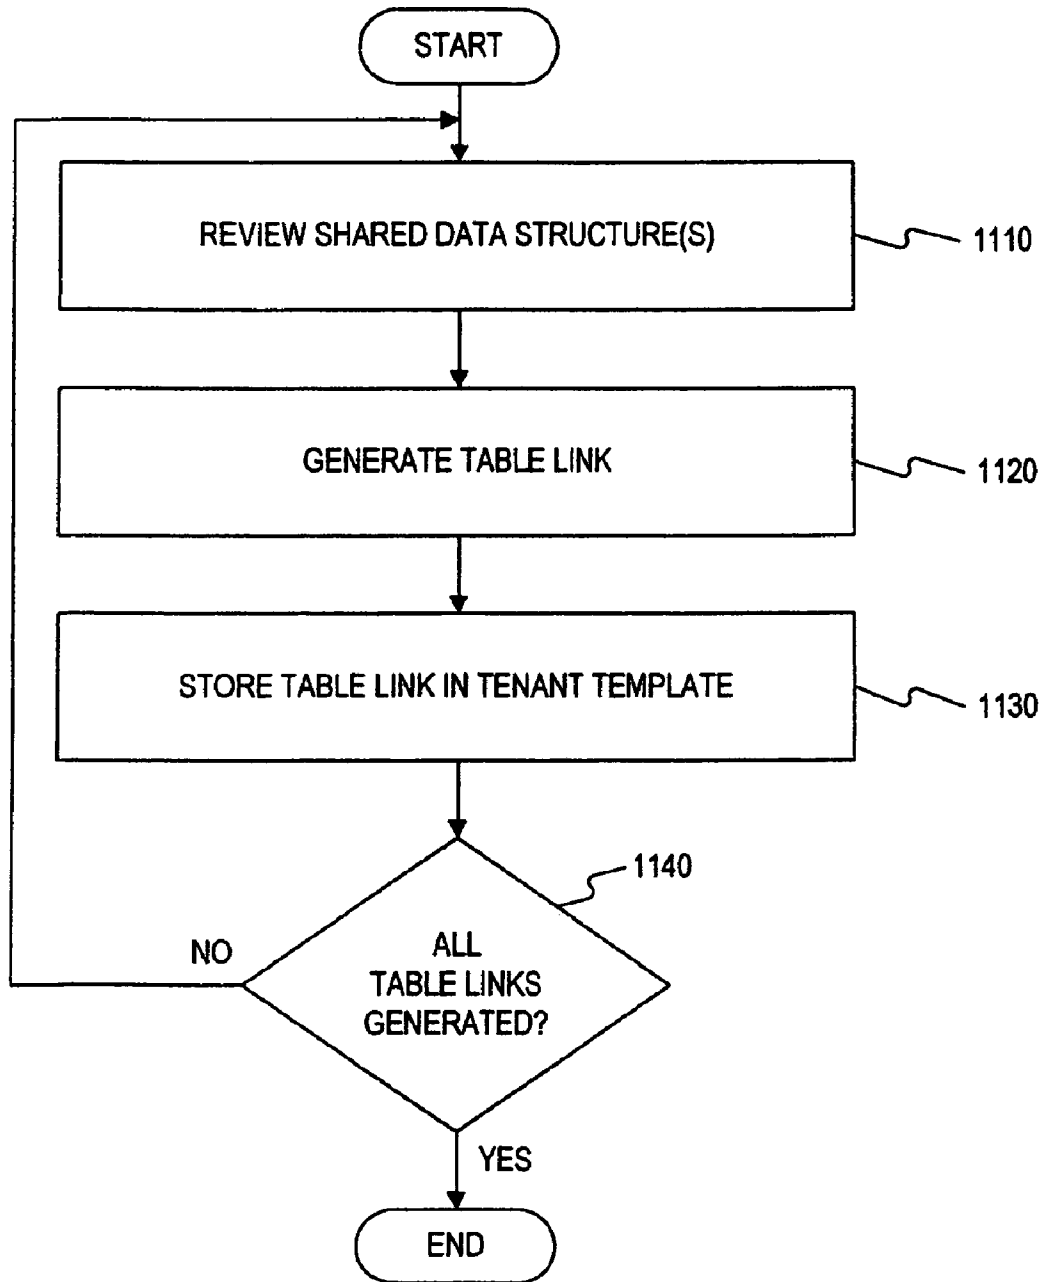 START
REVIEW SHARED DATA STRUCTURE(S)
1110
GENERATE TABLE LINK
1120
STORE TABLE LINK IN TENANT TEMPLATE
1130
1140
NO
ALL
TABLE LINKS
GENERATED?
YES
END